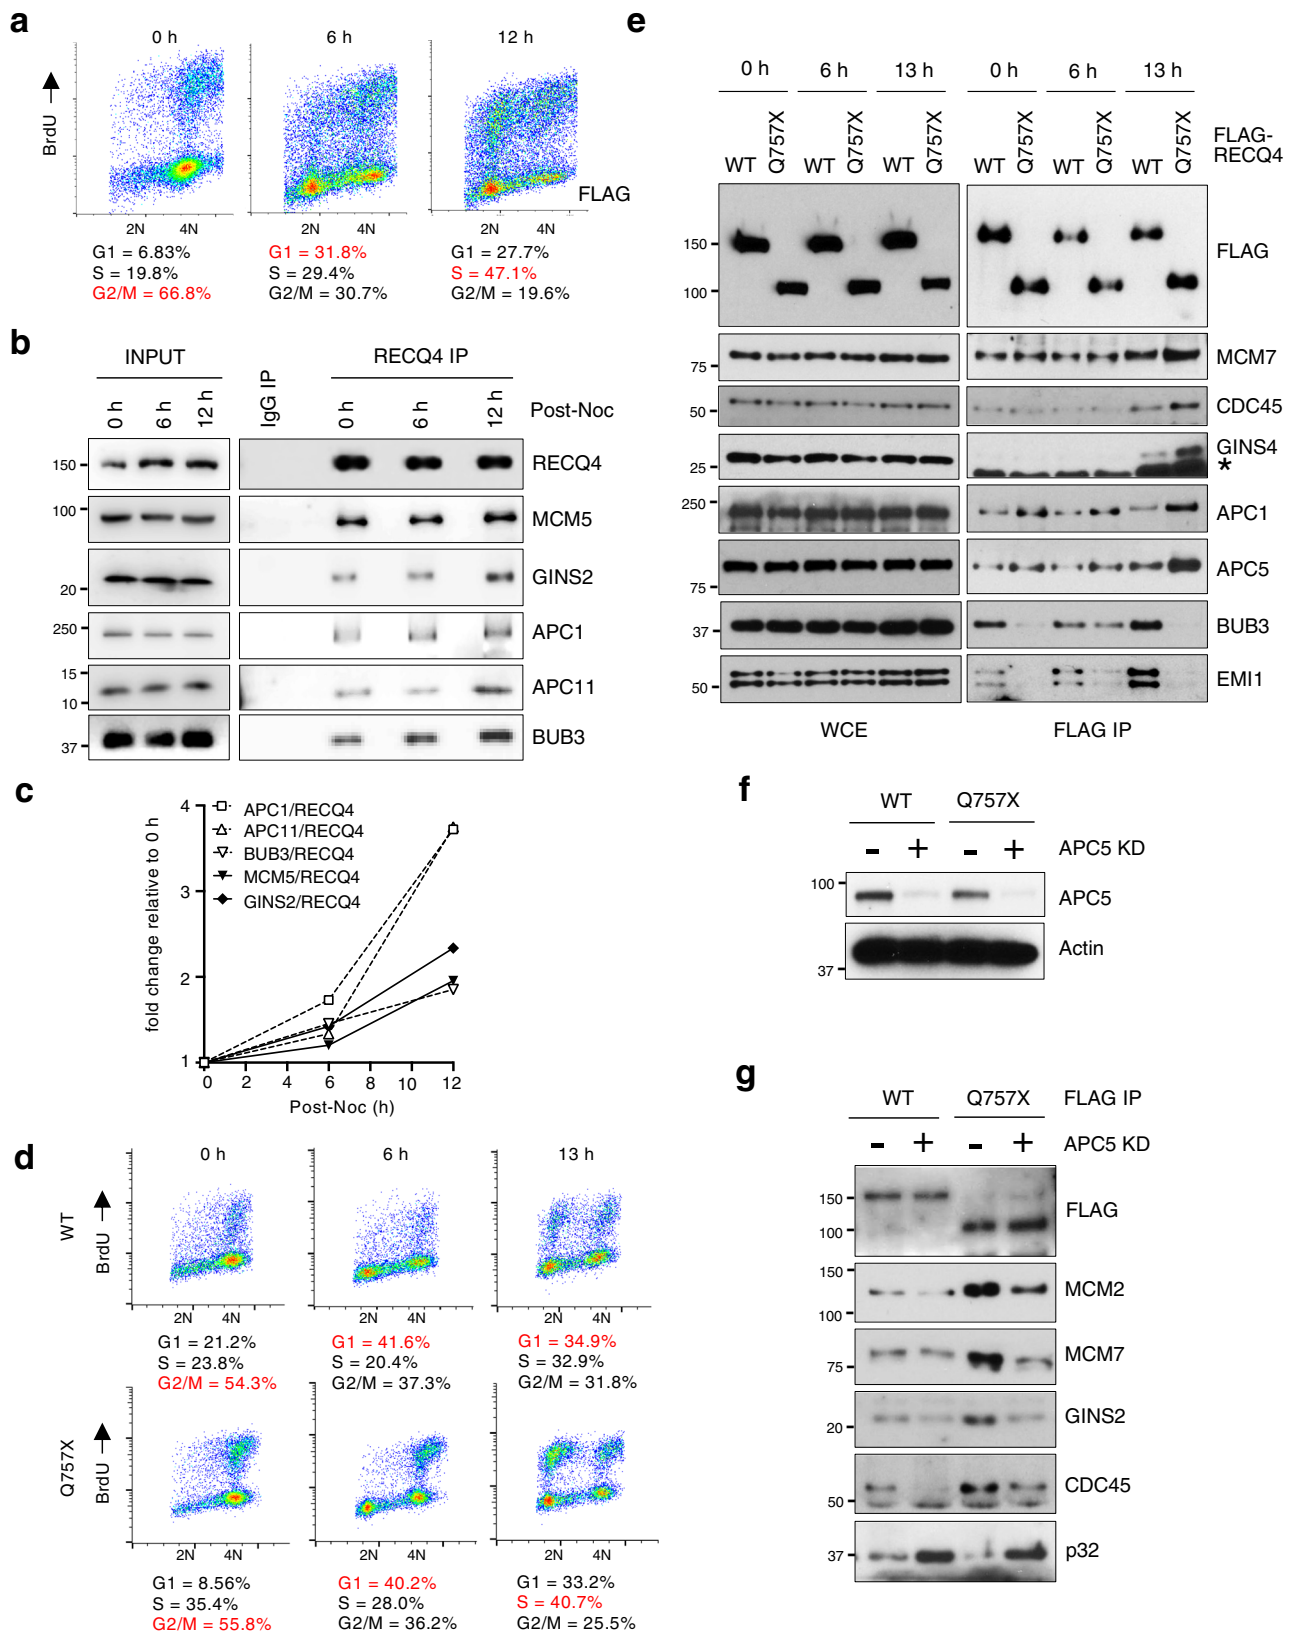 a
0 h
6 h
12 h
BrdU
FLAG
2N 4N
2N 4N
2N 4N
G1 = 6.83%
S = 19.8%
G2/M = 66.8%
G1 = 31.8%
S = 29.4%
G2/M = 30.7%
G1 = 27.7%
S = 47.1%
G2/M = 19.6%
b
INPUT
IgG IP
RECQ4 IP
0 h 6 h 12 h
0 h 6 h 12 h
Post-Noc
150
RECQ4
100
MCM5
20
GINS2
250
APC1
15
10
APC11
37
BUB3
c
fold change relative to 0 h
4
3
2
1
APC1/RECQ4
APC11/RECQ4
BUB3/RECQ4
MCM5/RECQ4
GINS2/RECQ4
0 2 4 6 8 10 12
Post-Noc (h)
d
0 h
6 h
13 h
WT
BrdU
2N 4N
2N 4N
2N 4N
G1 = 21.2%
S = 23.8%
G2/M = 54.3%
G1 = 41.6%
S = 20.4%
G2/M = 37.3%
G1 = 34.9%
S = 32.9%
G2/M = 31.8%
Q757X
BrdU
2N 4N
2N 4N
2N 4N
G1 = 8.56%
S = 35.4%
G2/M = 55.8%
G1 = 40.2%
S = 28.0%
G2/M = 36.2%
G1 = 33.2%
S = 40.7%
G2/M = 25.5%
e
0 h 6 h 13 h 0 h 6 h 13 h
WT Q757X WT Q757X WT Q757X WT Q757X WT Q757X WT Q757X
FLAG-
RECQ4
150
100
FLAG
75
MCM7
50
CDC45
25
GINS4
*
250
APC1
75
APC5
37
BUB3
50
EMI1
WCE
FLAG IP
f
WT Q757X
- + - + APC5 KD
100
APC5
37
Actin
g
WT Q757X FLAG IP
- + - + APC5 KD
150
100
FLAG
150
100
MCM2
75
MCM7
20
GINS2
50
CDC45
37
p32